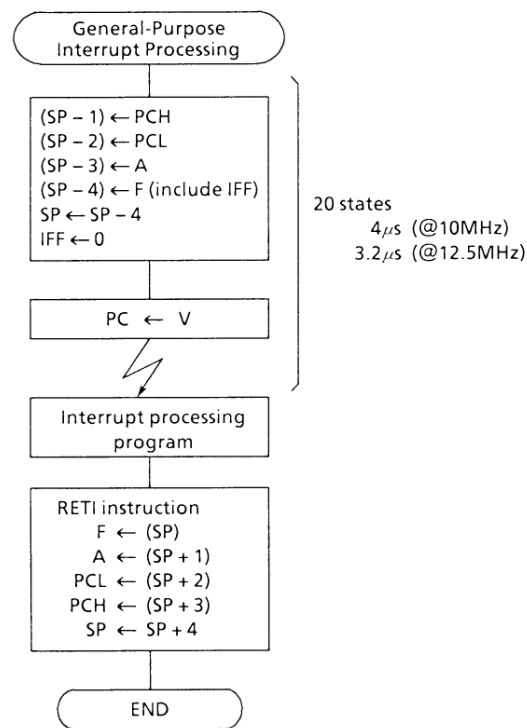 General-Purpose
Interrupt Processing
(SP – 1) ← PCH
(SP – 2) ← PCL
(SP – 3) ← A
(SP – 4) ← F (include IFF)
SP ← SP – 4
IFF ← 0
20 states
4μs (@10MHz)
3.2μs (@12.5MHz)
PC ← V
Interrupt processing
program
RETI instruction
F ← (SP)
A ← (SP + 1)
PCL ← (SP + 2)
PCH ← (SP + 3)
SP ← SP + 4
END